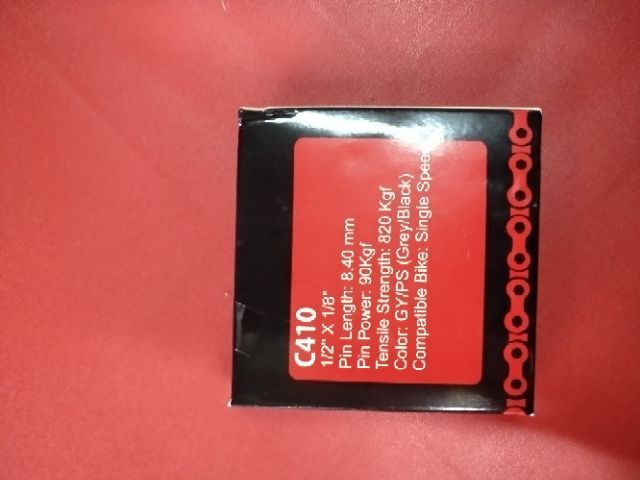 C410
1/2" X 1/8"
Pin Length: 8.40 mm
Pin Power: 90Kgf
Tensile Strength: 820 Kgf
Color: GY/PS (Grey/Black)
Compatible Bike: Single Speed